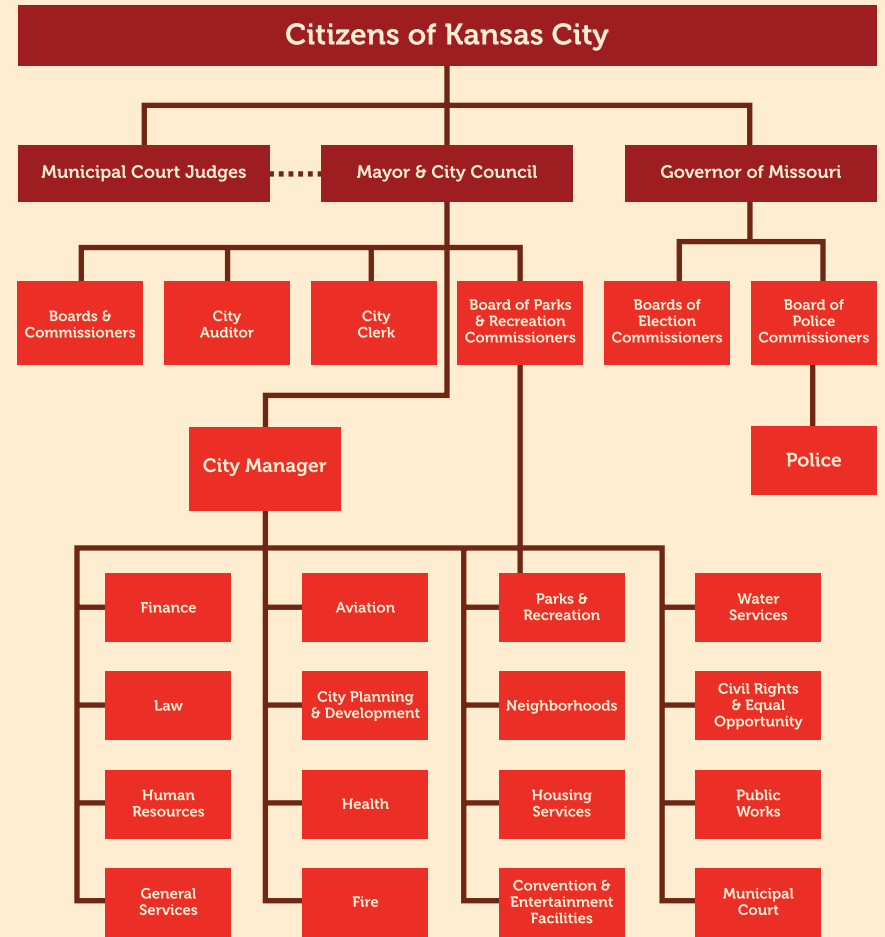 Citizens of Kansas City
Municipal Court Judges
Mayor & City Council
Governor of Missouri
Boards &
Commissioners
City
Auditor
City
Clerk
Board of Parks
& Recreation
Commissioners
Boards of
Election
Commissioners
Board of
Police
Commissioners
City Manager
Police
Finance
Aviation
Parks &
Recreation
Water
Services
Law
City Planning
& Development
Neighborhoods
Civil Rights
& Equal
Opportunity
Human
Resources
Health
Housing
Services
Public
Works
General
Services
Fire
Convention &
Entertainment
Facilities
Municipal
Court